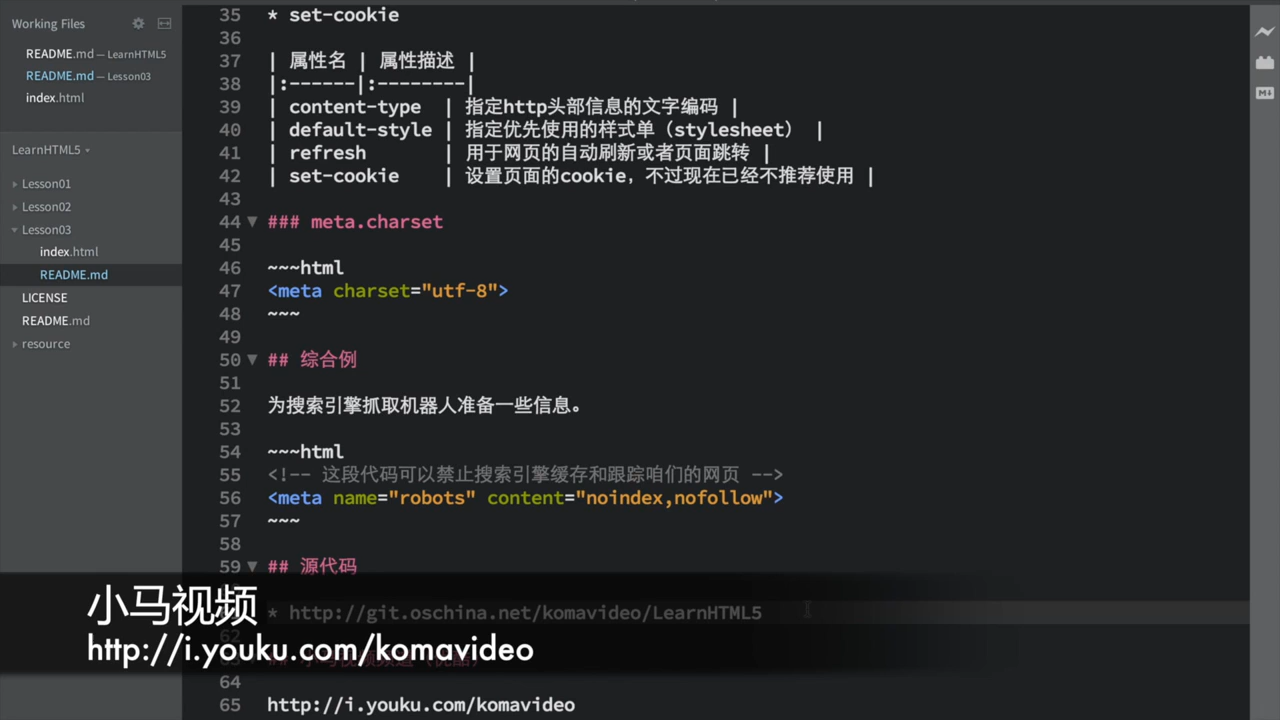 Working Files
README.md — LearnHTML5
README.md — Lesson03
index.html
LearnHTML5
Lesson01
Lesson02
Lesson03
index.html
README.md
LICENSE
README.md
resource
35 * set-cookie
36
37 | 属性名 | 属性描述 |
38 |:------|:--------|
39 | content-type | 指定http头部信息的文字编码 |
40 | default-style | 指定优先使用的样式单（stylesheet） |
41 | refresh | 用于网页的自动刷新或者页面跳转 |
42 | set-cookie | 设置页面的cookie，不过现在已经不推荐使用 |
43
44 ### meta.charset
45
46 ~~~html
47 <meta charset="utf-8">
48 ~~~
49
50 ## 综合例
51
52 为搜索引擎抓取机器人准备一些信息。
53
54 ~~~html
55 <!-- 这段代码可以禁止搜索引擎缓存和跟踪咱们的网页 -->
56 <meta name="robots" content="noindex,nofollow">
57 ~~~
58
59 ## 源代码
* http://git.oschina.net/komavideo/LearnHTML5
62
63 ## 小马视频频道（优酷）
64
65 http://i.youku.com/komavideo
小马视频
http://i.youku.com/komavideo
M↓